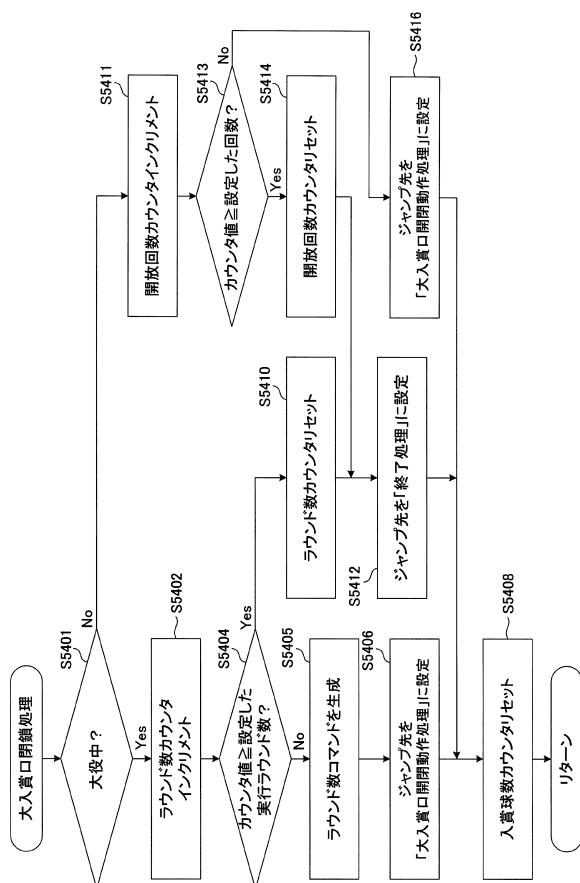 大入賞口閉鎖処理
S5401
大役中？
No
Yes
S5402
ラウンド数カウンタ
インクリメント
S5404
カウンタ値≧設定した
実行ラウンド数？
Yes
No
S5405
ラウンド数コマンドを生成
S5406
ジャンプ先を
「大入賞口開閉動作処理」に設定
S5410
ラウンド数カウンタリセット
S5412
ジャンプ先を「終了処理」に設定
S5411
開放回数カウンタインクリメント
S5413
カウンタ値≧設定した回数？
No
Yes
S5414
開放回数カウンタリセット
S5416
ジャンプ先を
「大入賞口開閉動作処理」に設定
S5408
入賞球数カウンタリセット
リターン